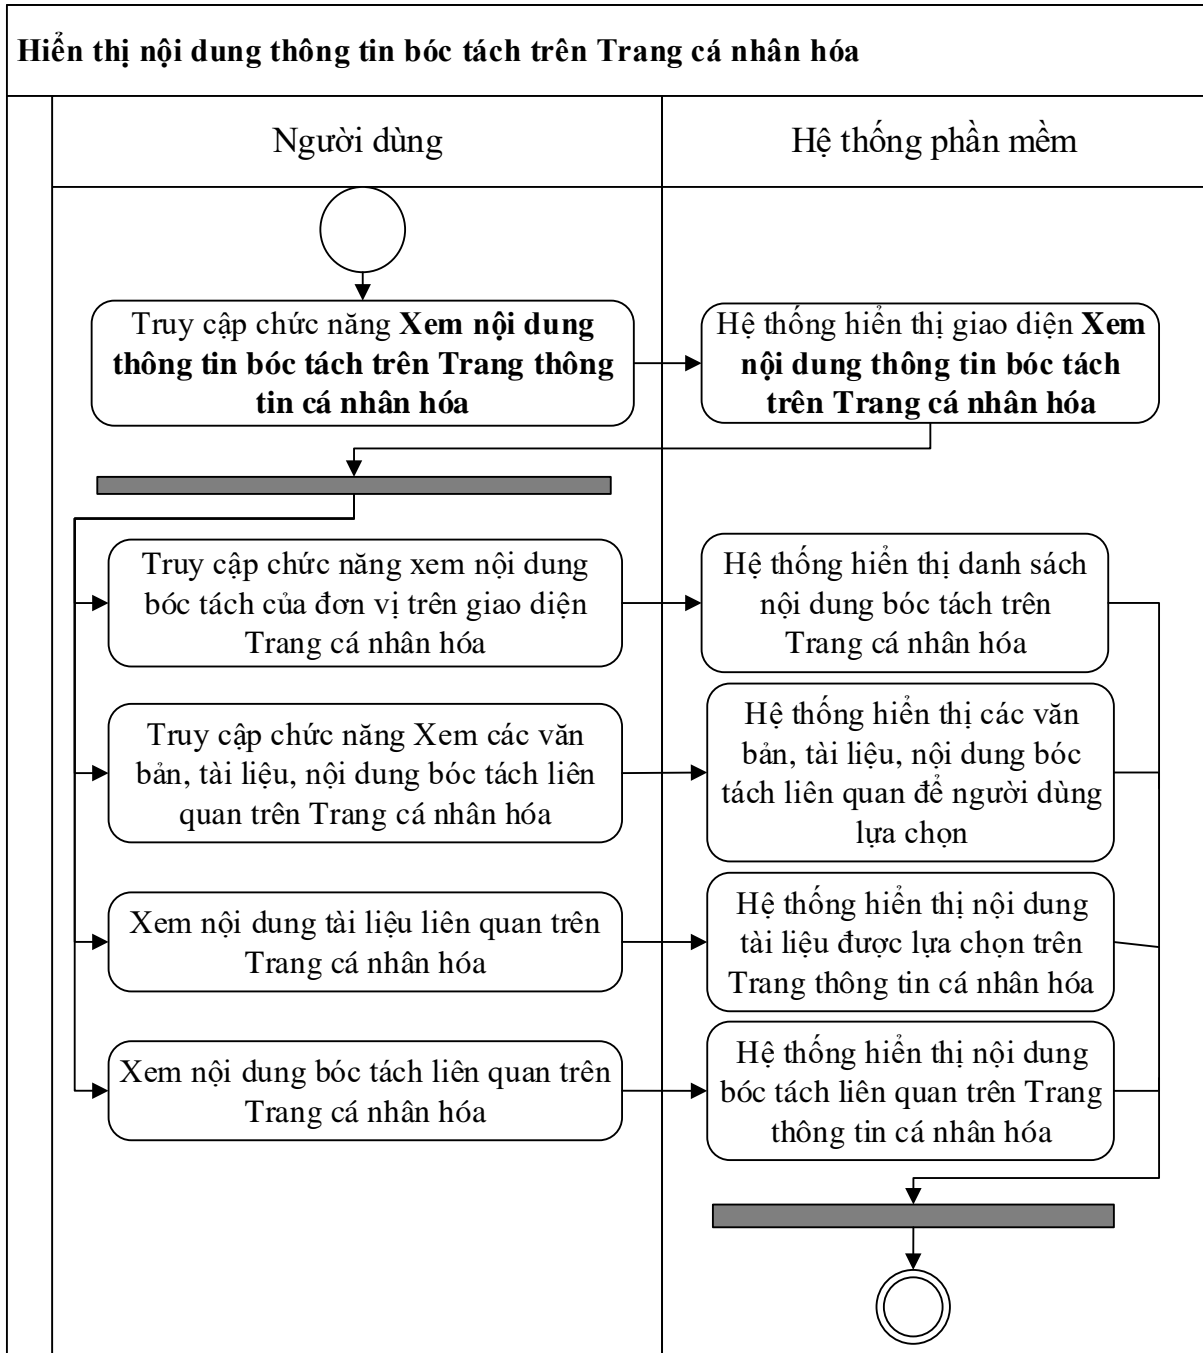 Hiển thị nội dung thông tin bóc tách trên Trang cá nhân hóa
Người dùng
Hệ thống phần mềm
Truy cập chức năng Xem nội dung
thông tin bóc tách trên Trang thông
tin cá nhân hóa
Hệ thống hiển thị giao diện Xem
nội dung thông tin bóc tách
trên Trang cá nhân hóa
Truy cập chức năng xem nội dung
bóc tách của đơn vị trên giao diện
Trang cá nhân hóa
Hệ thống hiển thị danh sách
nội dung bóc tách trên
Trang cá nhân hóa
Truy cập chức năng Xem các văn
bản, tài liệu, nội dung bóc tách liên
quan trên Trang cá nhân hóa
Hệ thống hiển thị các văn
bản, tài liệu, nội dung bóc
tách liên quan để người dùng
lựa chọn
Xem nội dung tài liệu liên quan trên
Trang cá nhân hóa
Hệ thống hiển thị nội dung
tài liệu được lựa chọn trên
Trang thông tin cá nhân hóa
Xem nội dung bóc tách liên quan trên
Trang cá nhân hóa
Hệ thống hiển thị nội dung
bóc tách liên quan trên Trang
thông tin cá nhân hóa